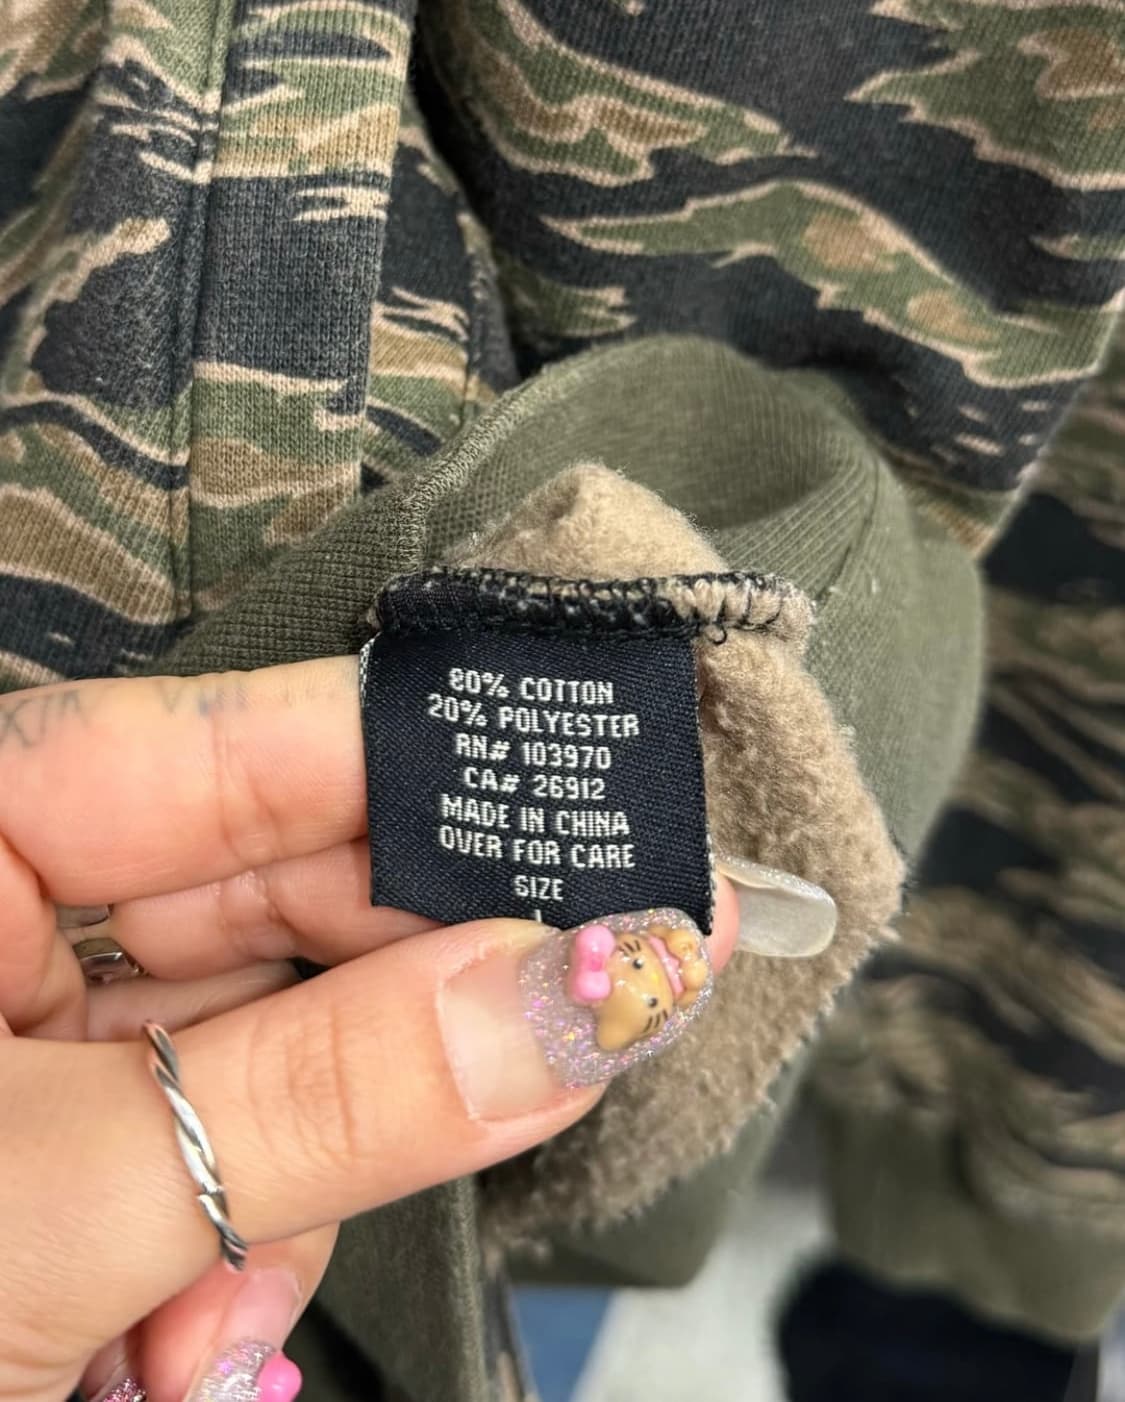 80% COTTON
20% POLYESTER
RN# 103970
CA# 26912
MADE IN CHINA
OVER FOR CARE
SIZE